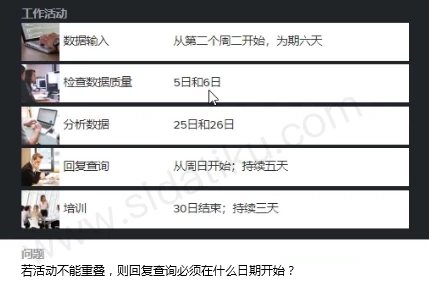 工作活动
数据输入 从第二个周二开始，为期六天
检查数据质量 5日和6日
分析数据 25日和26日
回复查询 从周日开始；持续五天
培训 30日结束；持续三天
www.sidatiku.com
问题
若活动不能重叠，则回复查询必须在什么日期开始？